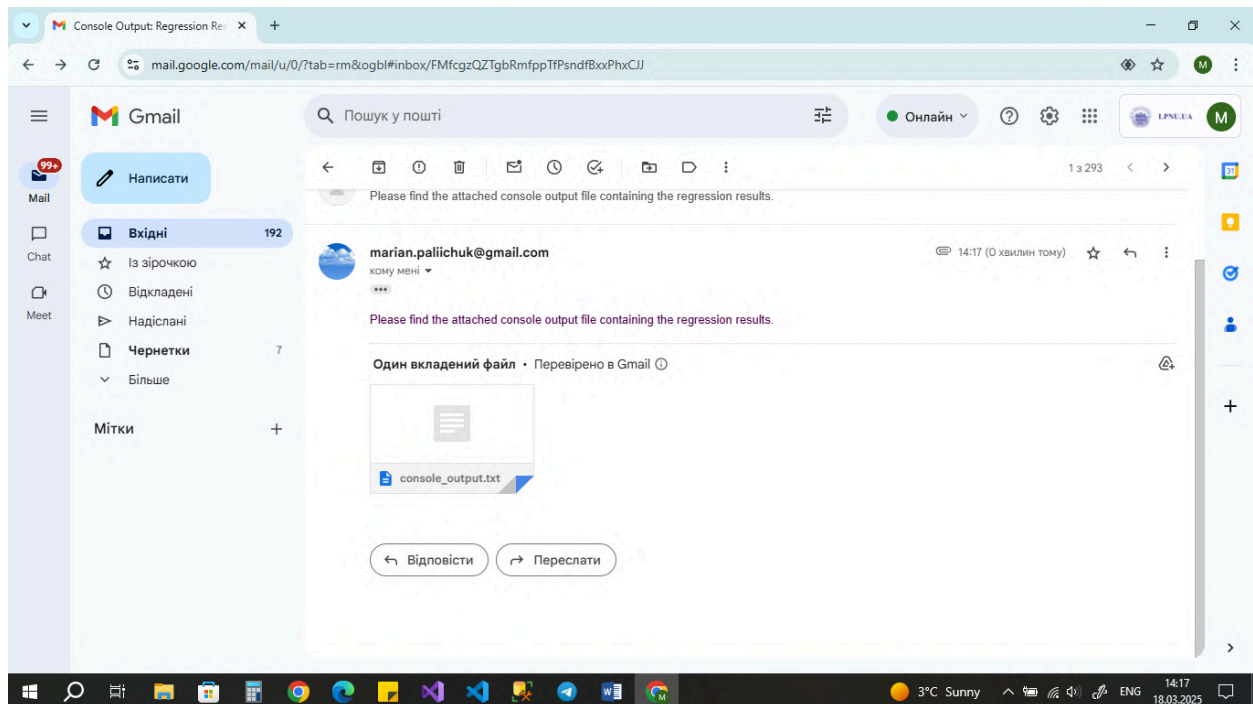 Console Output: Regression Re
mail.google.com/mail/u/0/?tab=rm&ogbl#inbox/FMfcgzQZTgbRmfppTfPsndfBxxPhxCJJ
M
Gmail
Пошук у пошті
Онлайн
LPNU.UA
M
99+
Mail
Написати
1 з 293
31
Please find the attached console output file containing the regression results.
Вхідні 192
Chat
Із зірочкою
marian.paliichuk@gmail.com
14:17 (0 хвилин тому)
кому мені
Відкладені
Meet
Надіслані
Please find the attached console output file containing the regression results.
Чернетки 7
Один вкладений файл • Перевірено в Gmail
Більше
Мітки
console_output.txt
Відповісти
Переслати
3°C Sunny
ENG
14:17
18.03.2025